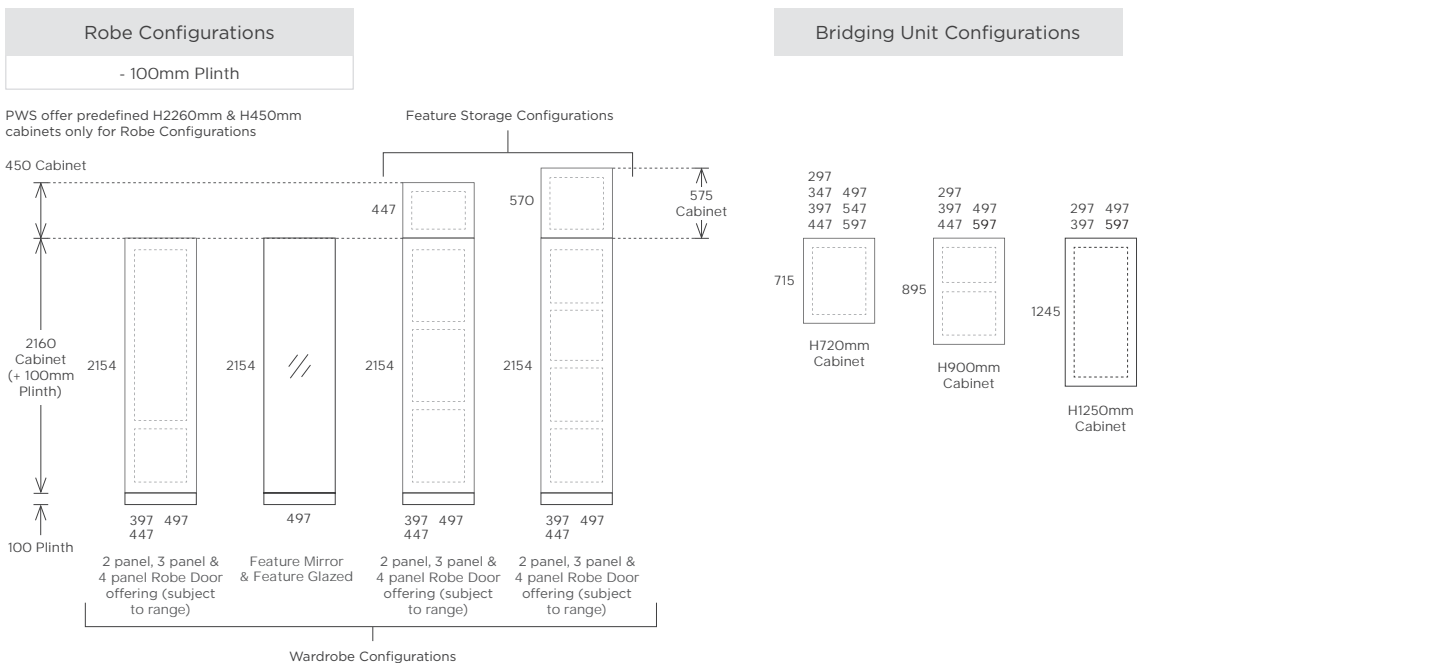 Robe Configurations
- 100mm Plinth
PWS offer predefined H2260mm & H450mm
cabinets only for Robe Configurations
Feature Storage Configurations
450 Cabinet
447
570
575
Cabinet
2160
Cabinet
(+ 100mm
Plinth)
2154
2154
2154
2154
100 Plinth
397 497
447
497
397 497
447
397 497
447
2 panel, 3 panel &
4 panel Robe Door
offering (subject
to range)
Feature Mirror
& Feature Glazed
2 panel, 3 panel &
4 panel Robe Door
offering (subject
to range)
2 panel, 3 panel &
4 panel Robe Door
offering (subject
to range)
Wardrobe Configurations
Bridging Unit Configurations
297
347 497
397 547
447 597
715
H720mm
Cabinet
297
397 497
447 597
895
H900mm
Cabinet
297 497
397 597
1245
H1250mm
Cabinet